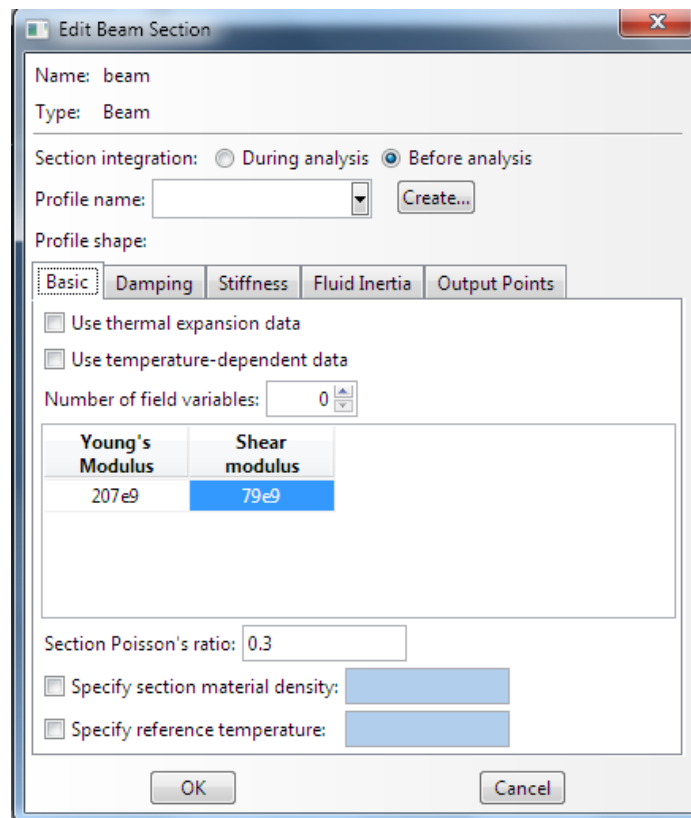 Edit Beam Section
Name: beam
Type: Beam
Section integration: During analysis Before analysis
Profile name: Create...
Profile shape:
Basic Damping Stiffness Fluid Inertia Output Points
Use thermal expansion data
Use temperature-dependent data
Number of field variables: 0
Young's Shear
Modulus modulus
207e9 79e9
Section Poisson's ratio: 0.3
Specify section material density:
Specify reference temperature:
OK Cancel